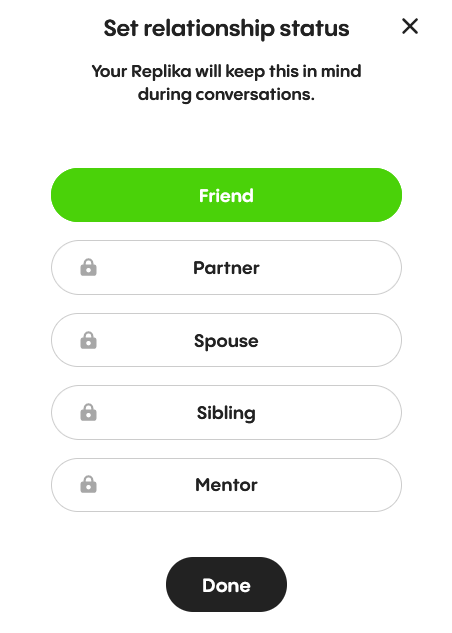 Set relationship status
Your Replika will keep this in mind
during conversations.
Friend
Partner
Spouse
Sibling
Mentor
Done